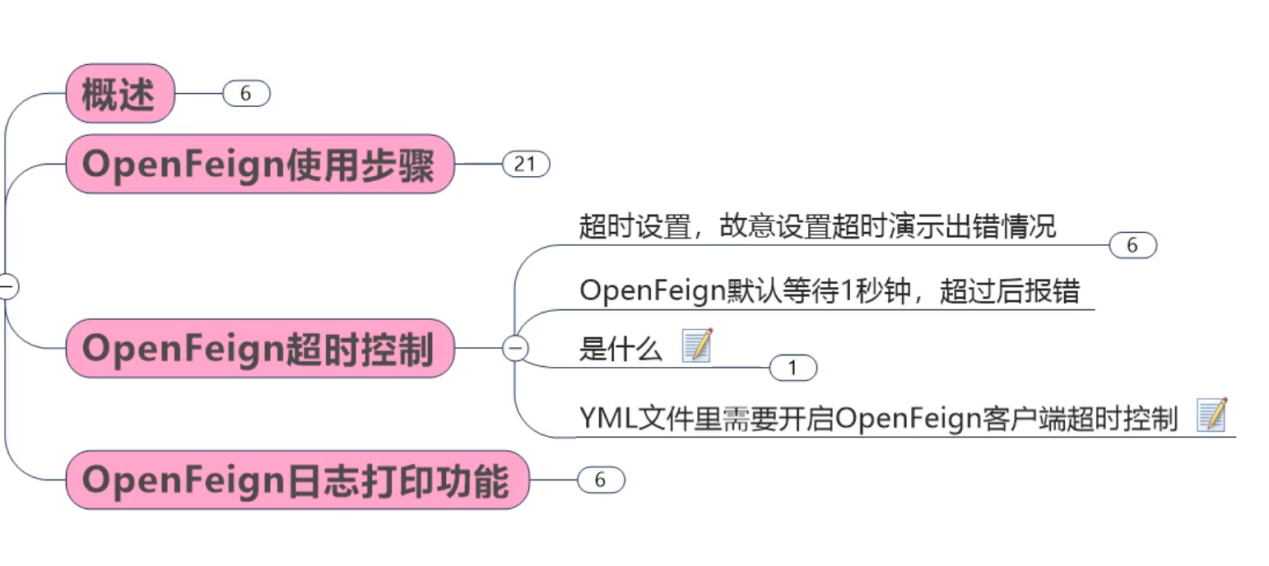 概述
6
OpenFeign使用步骤
21
OpenFeign超时控制
超时设置，故意设置超时演示出错情况
6
OpenFeign默认等待1秒钟，超过后报错
是什么
1
YML文件里需要开启OpenFeign客户端超时控制
OpenFeign日志打印功能
6